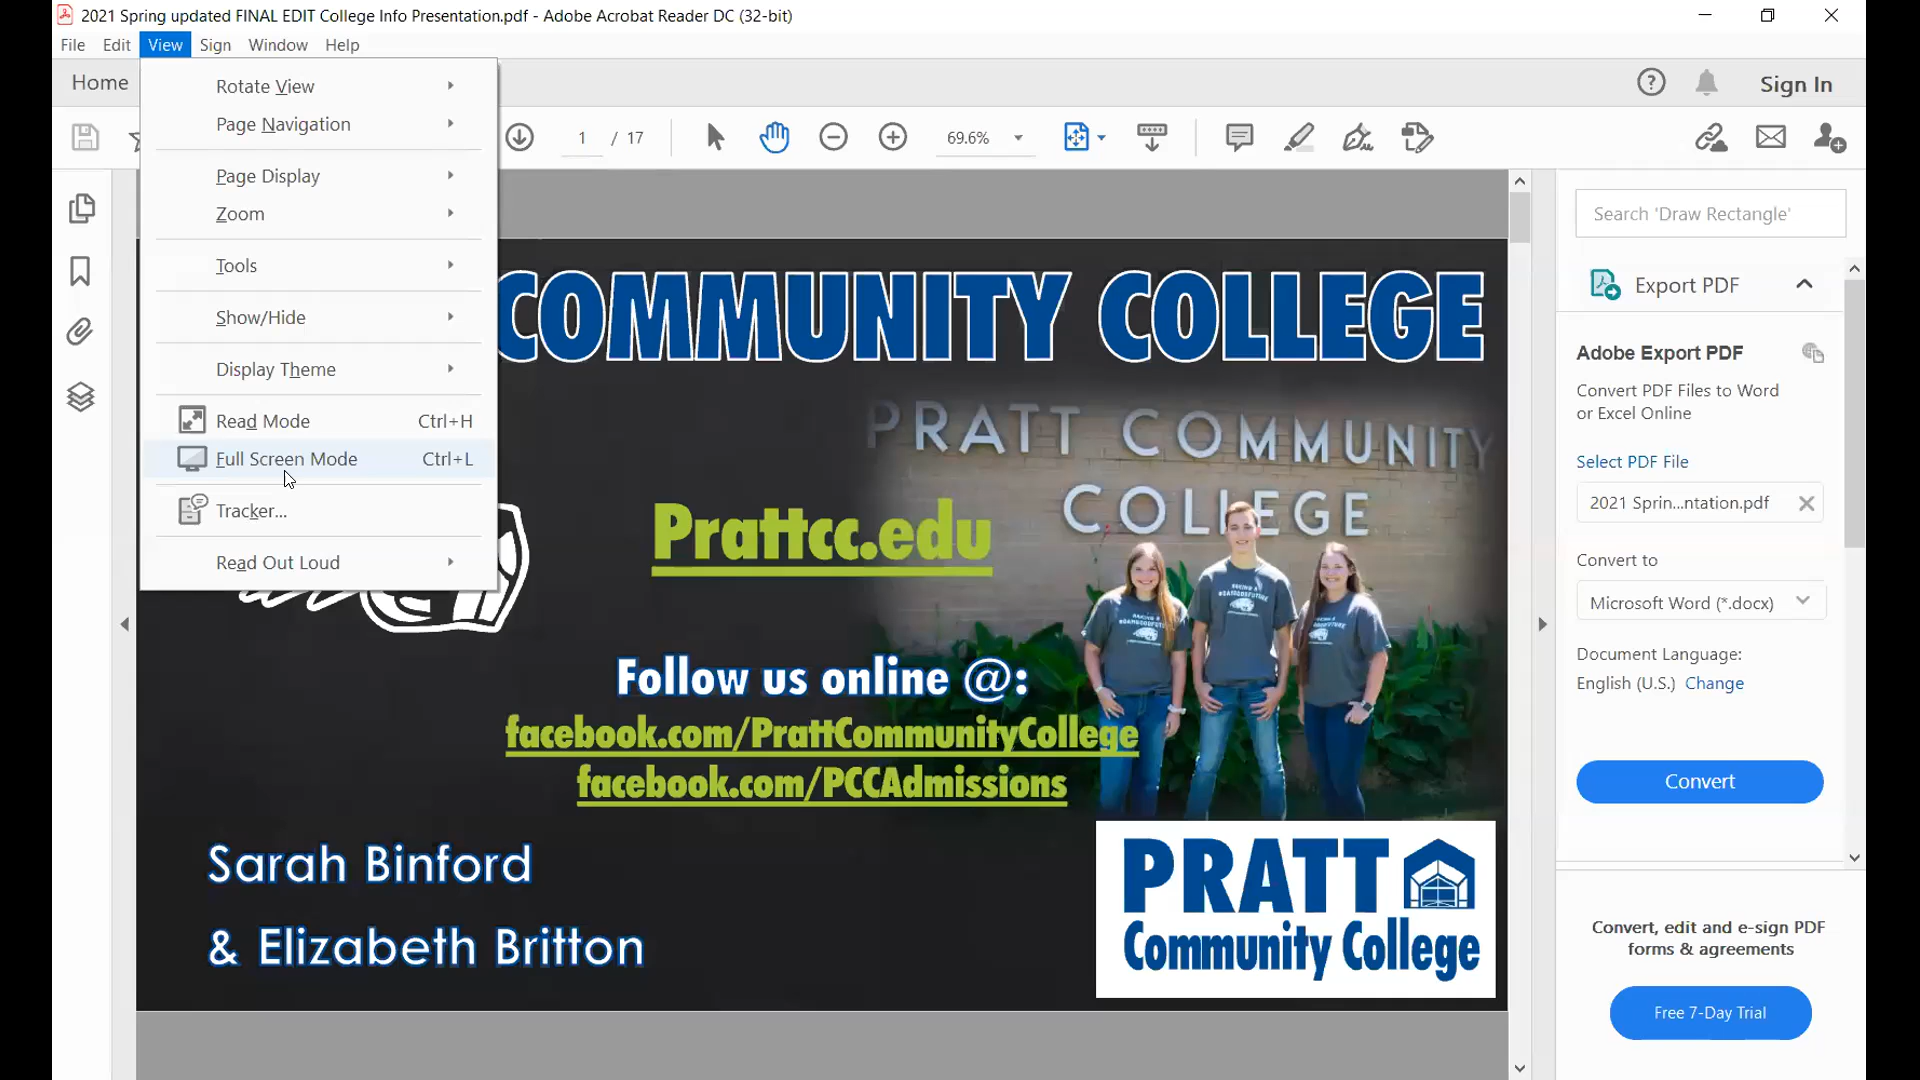 2021 Spring updated FINAL EDIT College Info Presentation.pdf - Adobe Acrobat Reader DC (32-bit)
File Edit View Sign Window Help
Home
Sign In
Rotate View
Page Navigation
Page Display
Zoom
Tools
Show/Hide
Display Theme
Read Mode Ctrl+H
Full Screen Mode Ctrl+L
Tracker...
Read Out Loud
1 / 17
69.6%
COMMUNITY COLLEGE
PRATT COMMUNITY
COLLEGE
Prattcc.edu
Follow us online @:
facebook.com/PrattCommunityCollege
facebook.com/PCCAdmissions
Sarah Binford
& Elizabeth Britton
PRATT
Community College
Search 'Draw Rectangle'
Export PDF
Adobe Export PDF
Convert PDF Files to Word
or Excel Online
Select PDF File
2021 Sprin...ntation.pdf
Convert to
Microsoft Word (*.docx)
Document Language:
English (U.S.) Change
Convert
Convert, edit and e-sign PDF
forms & agreements
Free 7-Day Trial